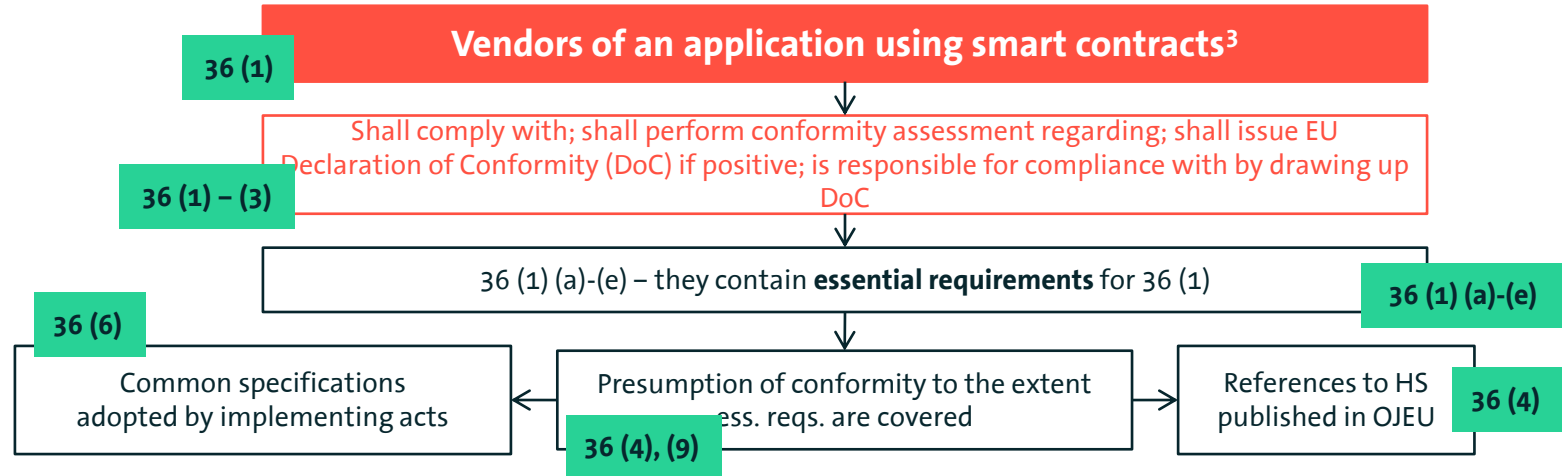 Vendors of an application using smart contracts³
36 (1)
Shall comply with; shall perform conformity assessment regarding; shall issue EU
Declaration of Conformity (DoC) if positive; is responsible for compliance with by drawing up
DoC
36 (1) – (3)
36 (1) (a)-(e) – they contain essential requirements for 36 (1)
36 (1) (a)-(e)
36 (6)
Common specifications
adopted by implementing acts
Presumption of conformity to the extent
ess. reqs. are covered
36 (4), (9)
References to HS
published in OJEU
36 (4)